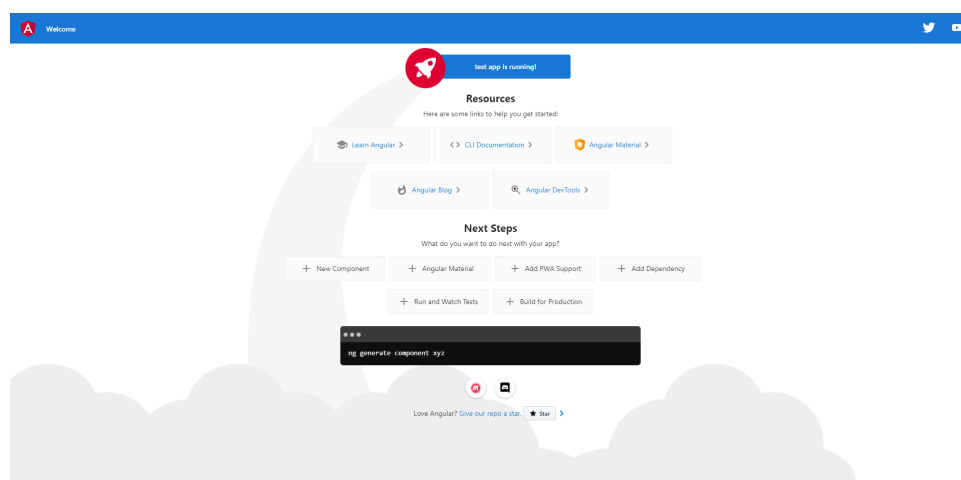 Welcome
test app is running!
Resources
Here are some links to help you get started:
Learn Angular
CLI Documentation
Angular Material
Angular Blog
Angular DevTools
Next Steps
What do you want to do next with your app?
New Component
Angular Material
Add PWA Support
Add Dependency
Run and Watch Tests
Build for Production
ng generate component xyz
Love Angular? Give our repo a star. Star